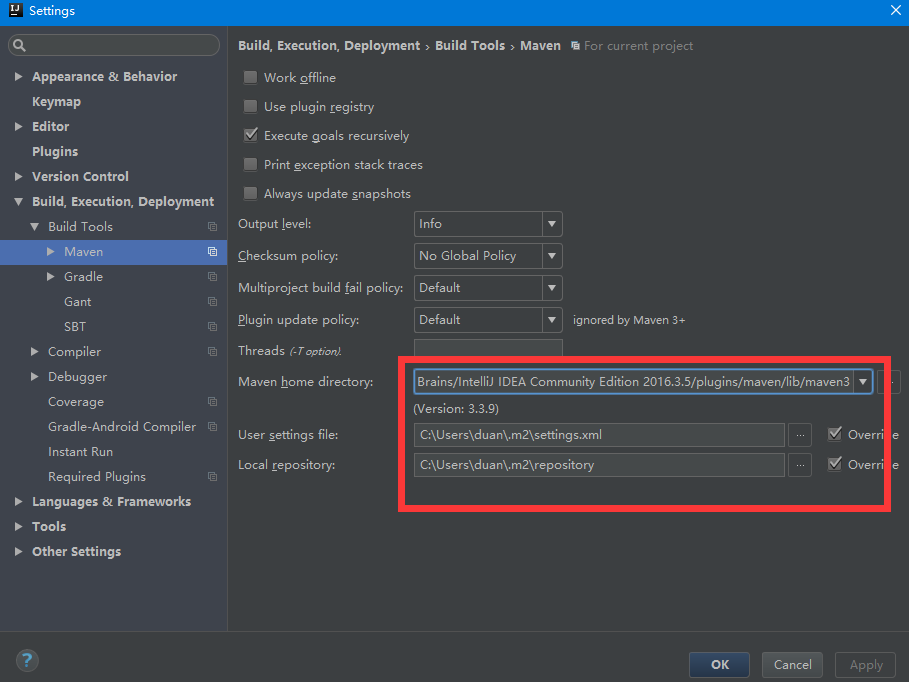 IJ Settings
Build, Execution, Deployment › Build Tools › Maven For current project
Appearance & Behavior
Keymap
Editor
Plugins
Version Control
Build, Execution, Deployment
Build Tools
Maven
Gradle
Gant
SBT
Compiler
Debugger
Coverage
Gradle-Android Compiler
Instant Run
Required Plugins
Languages & Frameworks
Tools
Other Settings
Work offline
Use plugin registry
Execute goals recursively
Print exception stack traces
Always update snapshots
Output level: Info
Checksum policy: No Global Policy
Multiproject build fail policy: Default
Plugin update policy: Default ignored by Maven 3+
Threads (-T option).
Maven home directory: Brains/IntelliJ IDEA Community Edition 2016.3.5/plugins/maven/lib/maven3
(Version: 3.3.9)
User settings file: C:\Users\duan\.m2\settings.xml ... Override
Local repository: C:\Users\duan\.m2\repository ... Override
? OK Cancel Apply